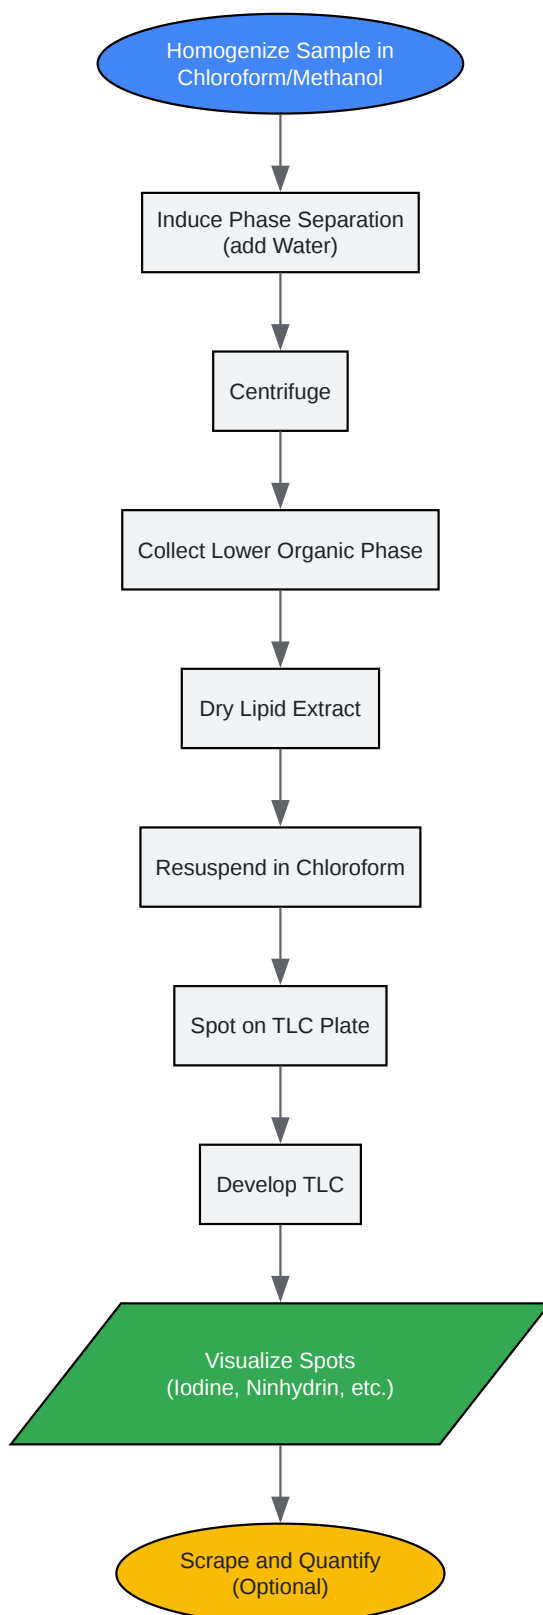 Homogenize Sample in
Chloroform/Methanol
Induce Phase Separation
(add Water)
Centrifuge
Collect Lower Organic Phase
Dry Lipid Extract
Resuspend in Chloroform
Spot on TLC Plate
Develop TLC
Visualize Spots
(Iodine, Ninhydrin, etc.)
Scrape and Quantify
(Optional)